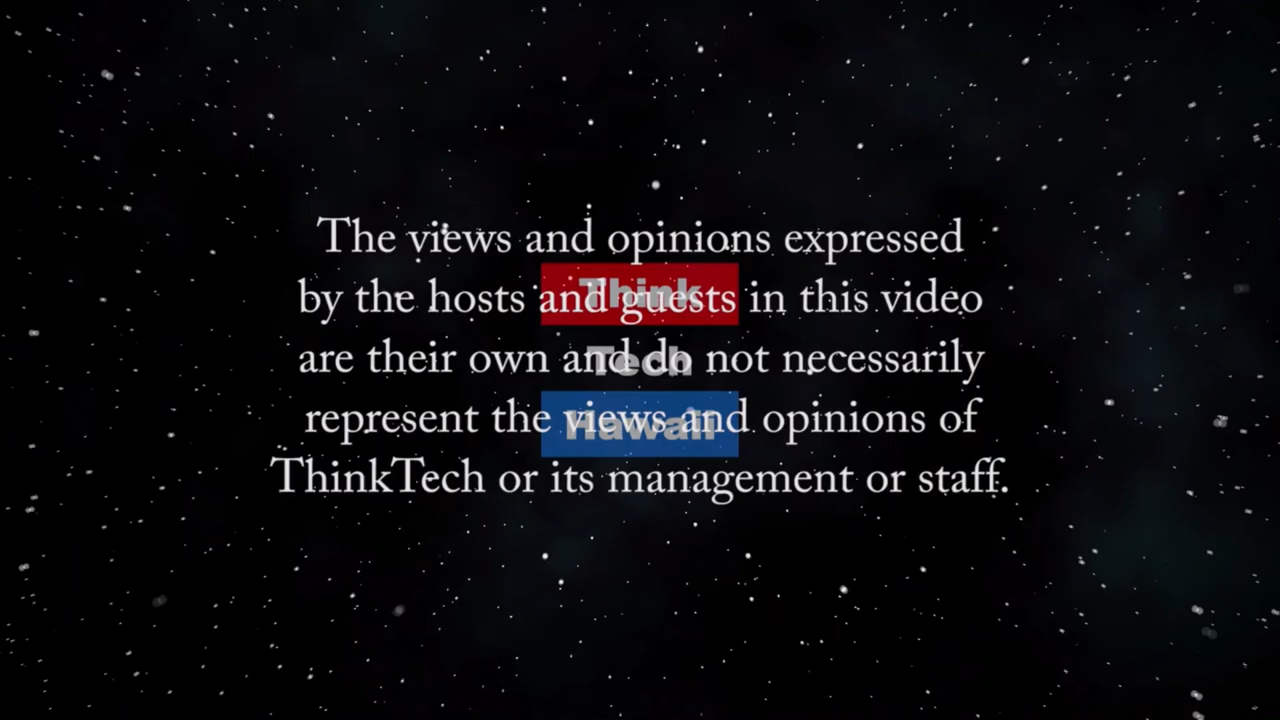 The views and opinions expressed
by the hosts and guests in this video
are their own and do not necessarily
represent the views and opinions of
ThinkTech or its management or staff.
Think
Tech
Hawaii